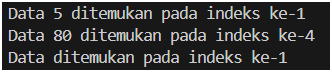 Data 5 ditemukan pada indeks ke-1
Data 80 ditemukan pada indeks ke-4
Data ditemukan pada indeks ke-1